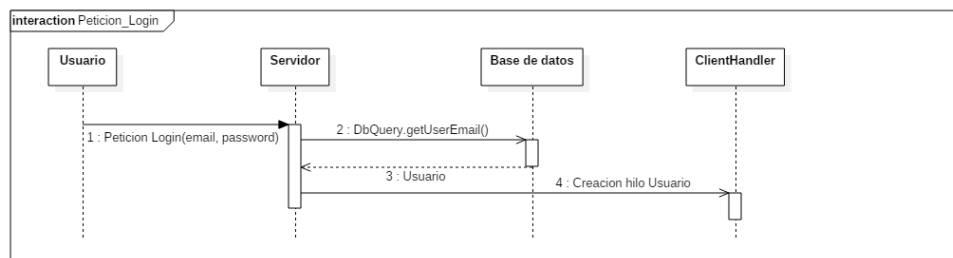 interaction Peticion_Login
Usuario
Servidor
Base de datos
ClientHandler
1 : Peticion Login(email, password)
2 : DbQuery.getUserEmail()
3 : Usuario
4 : Creacion hilo Usuario